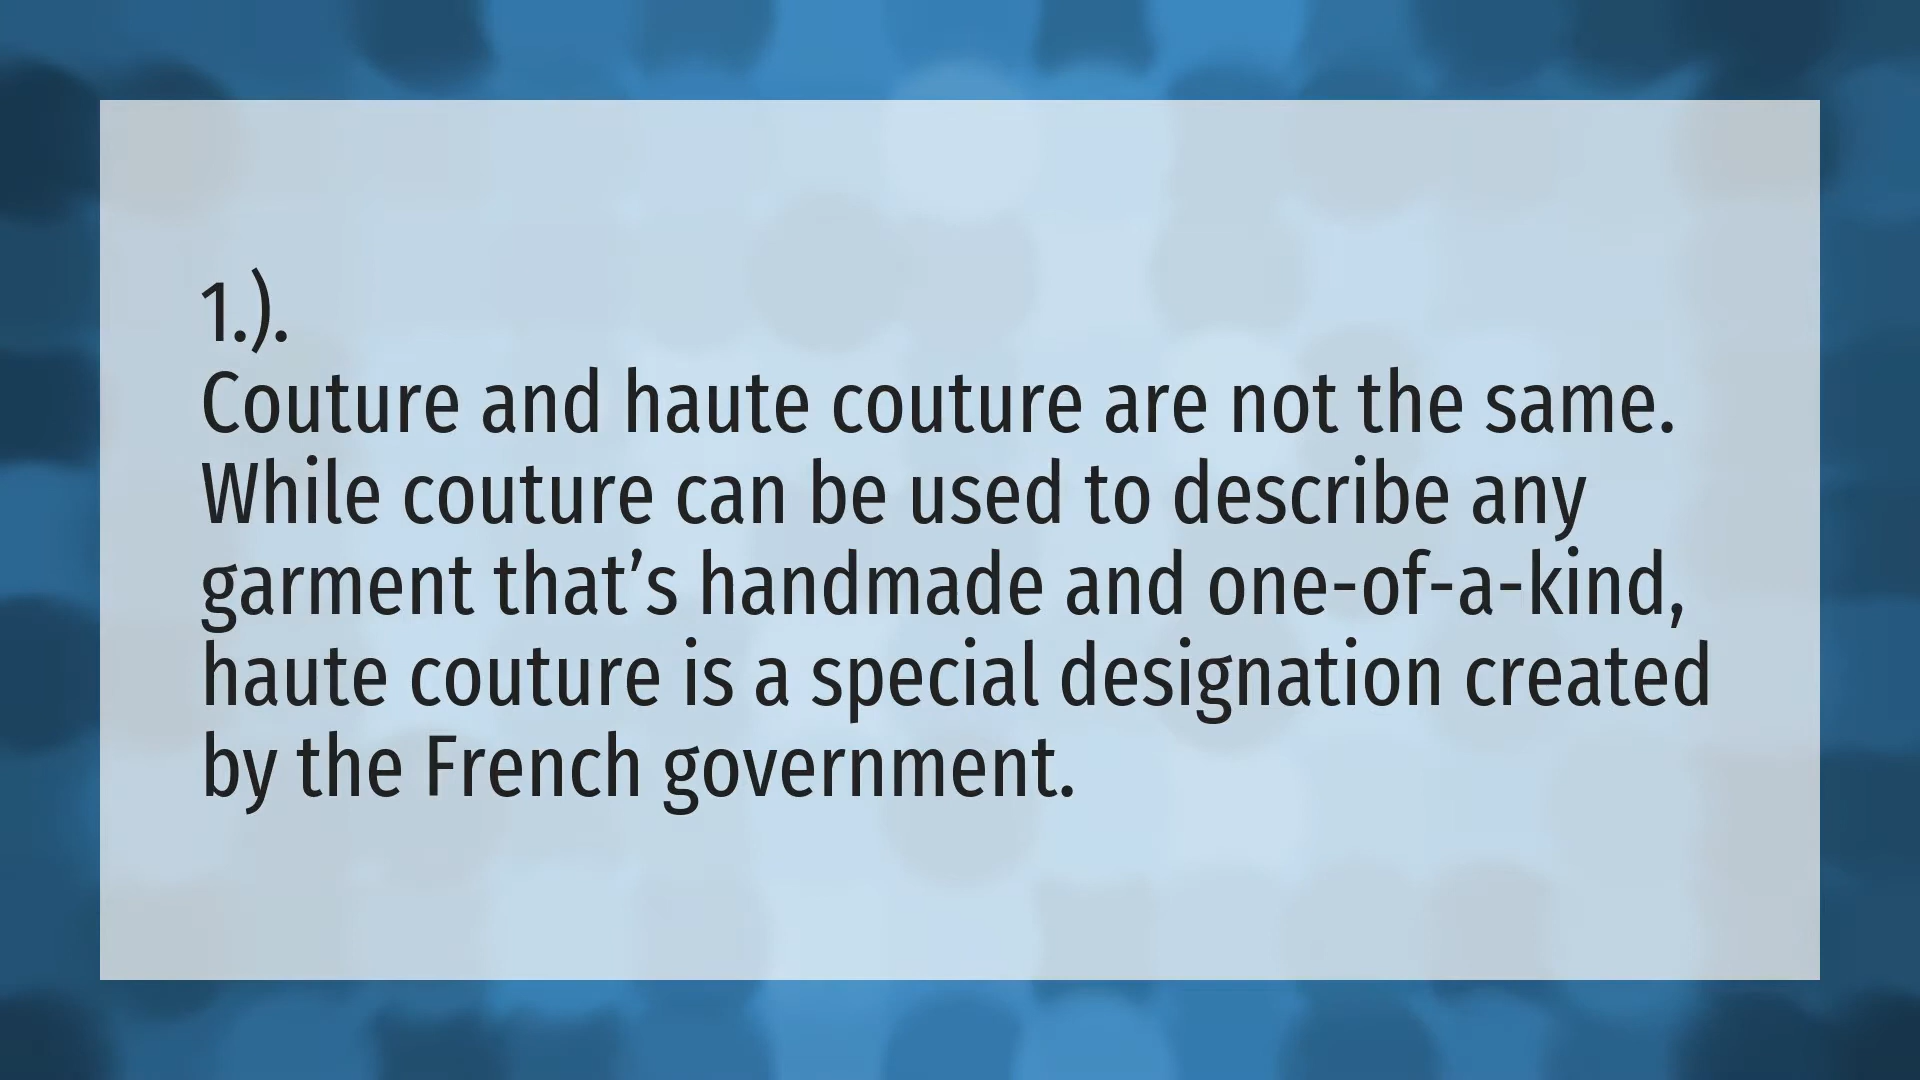 1.).
Couture and haute couture are not the same.
While couture can be used to describe any
garment that’s handmade and one-of-a-kind,
haute couture is a special designation created
by the French government.